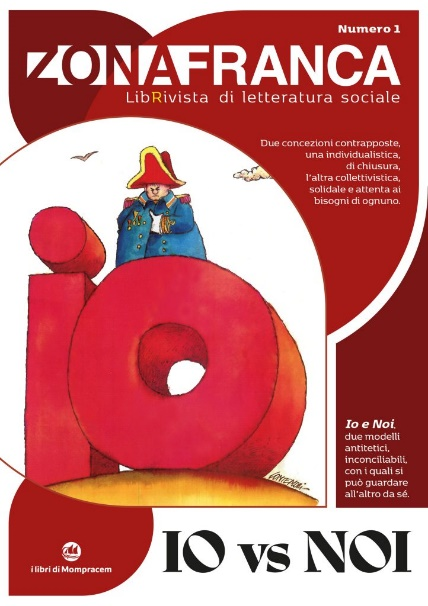 Numero 1
ZONAFRANCA
LibRivista di letteratura sociale
Due concezioni contrapposte,
una individualistica,
di chiusura,
l'altra collettivistica,
solidale e attenta ai
bisogni di ognuno.
io
Io e Noi,
due modelli
antitetici,
inconciliabili,
con i quali si
può guardare
all'altro da sé.
i libri di Mompracem
IO vs NOI